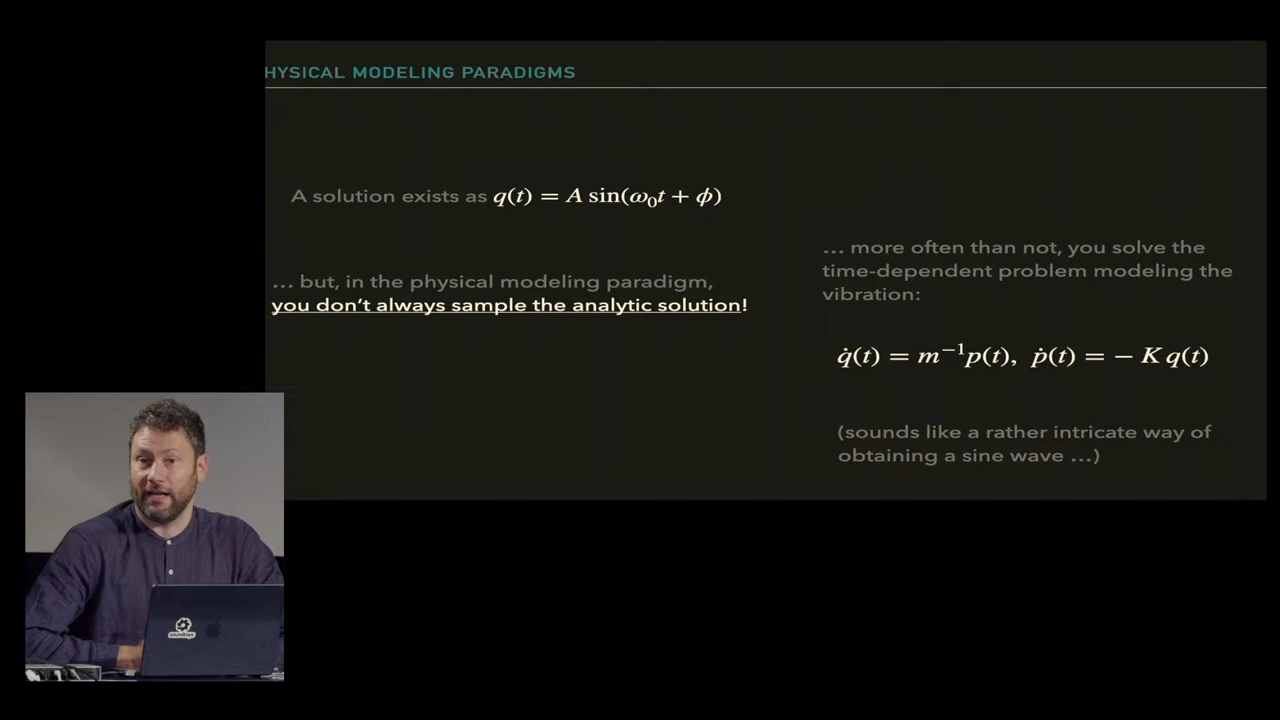 HYSICAL MODELING PARADIGMS
A solution exists as q(t) = A sin(ω₀t + ϕ)
… but, in the physical modeling paradigm,
you don’t always sample the analytic solution!
… more often than not, you solve the
time-dependent problem modeling the
vibration:
q̇(t) = m⁻¹p(t), ṗ(t) = − K q(t)
(sounds like a rather intricate way of
obtaining a sine wave …)
soundtoys